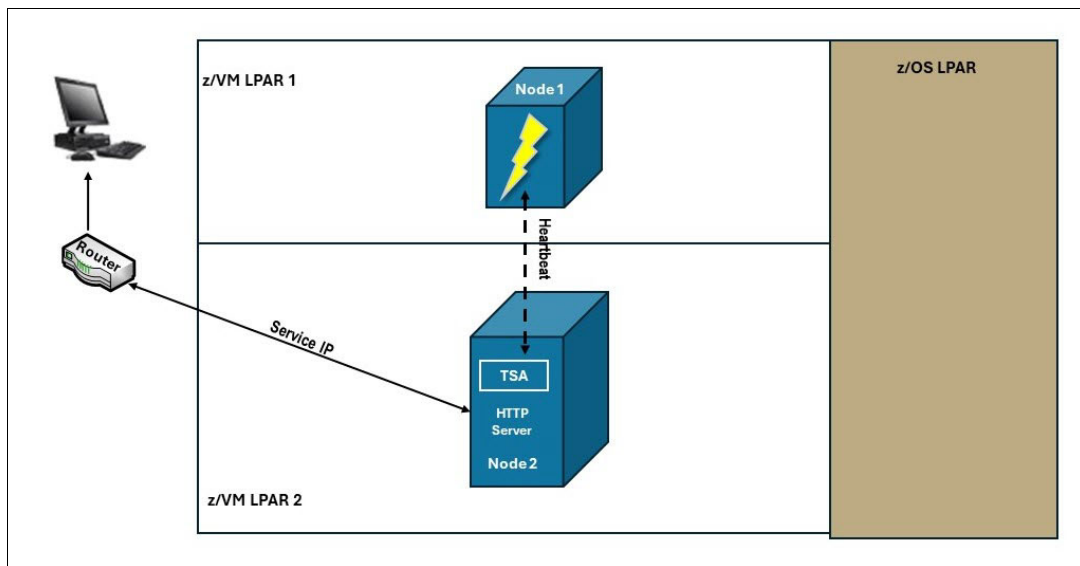 z/VM LPAR 1
Node 1
z/OS LPAR
Heartbeat
Router
Service IP
TSA
HTTP
Server
Node 2
z/VM LPAR 2